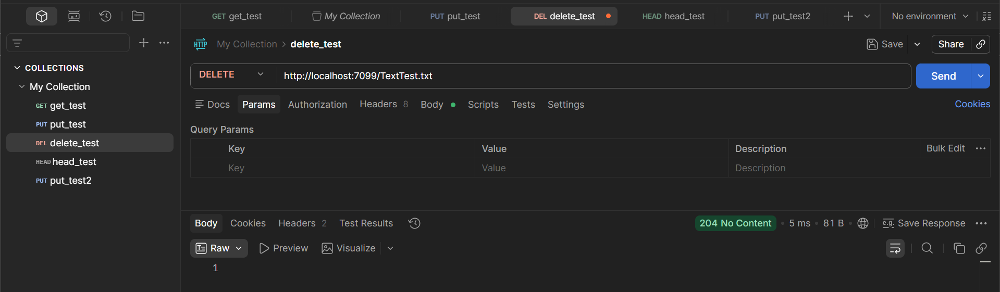 GET get_test
My Collection
PUT put_test
DEL delete_test
HEAD head_test
PUT put_test2
No environment
COLLECTIONS
My Collection
GET get_test
PUT put_test
DEL delete_test
HEAD head_test
PUT put_test2
HTTP My Collection > delete_test
Save
Share
DELETE http://localhost:7099/TextTest.txt
Send
Docs Params Authorization Headers 8 Body Scripts Tests Settings
Cookies
Query Params
Key Value Description Bulk Edit
Key Value Description
Body Cookies Headers 2 Test Results
204 No Content • 5 ms • 81 B
e.g. Save Response
Raw Preview Visualize
1